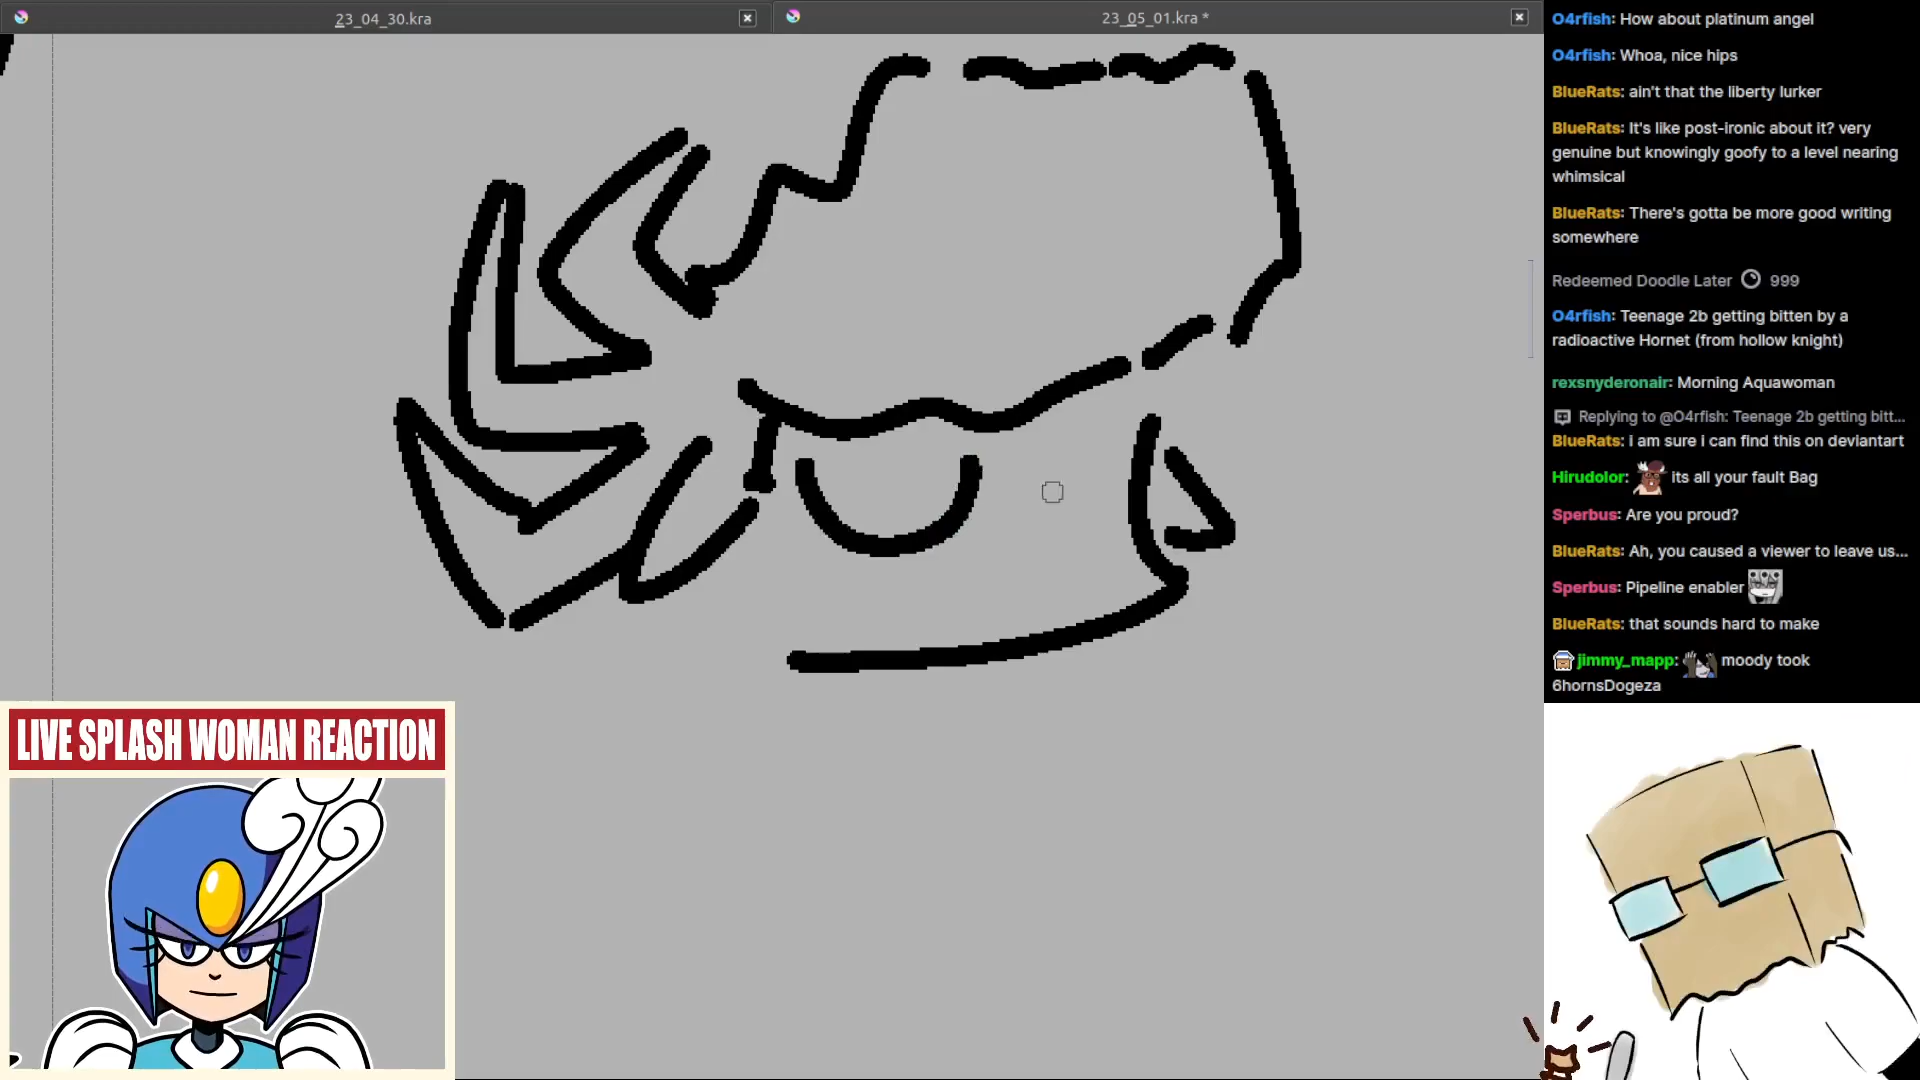 23_04_30.kra
23_05_01.kra *
O4rfish: How about platinum angel
O4rfish: Whoa, nice hips
BlueRats: ain't that the liberty lurker
BlueRats: It's like post-ironic about it? very
genuine but knowingly goofy to a level nearing
whimsical
BlueRats: There's gotta be more good writing
somewhere
Redeemed Doodle Later 999
O4rfish: Teenage 2b getting bitten by a
radioactive Hornet (from hollow knight)
rexsnyderonair: Morning Aquawoman
Replying to @O4rfish: Teenage 2b getting bitt...
BlueRats: i am sure i can find this on deviantart
Hirudolor: its all your fault Bag
Sperbus: Are you proud?
BlueRats: Ah, you caused a viewer to leave us...
Sperbus: Pipeline enabler
BlueRats: that sounds hard to make
jimmy_mapp: moody took
6hornsDogeza
LIVE SPLASH WOMAN REACTION